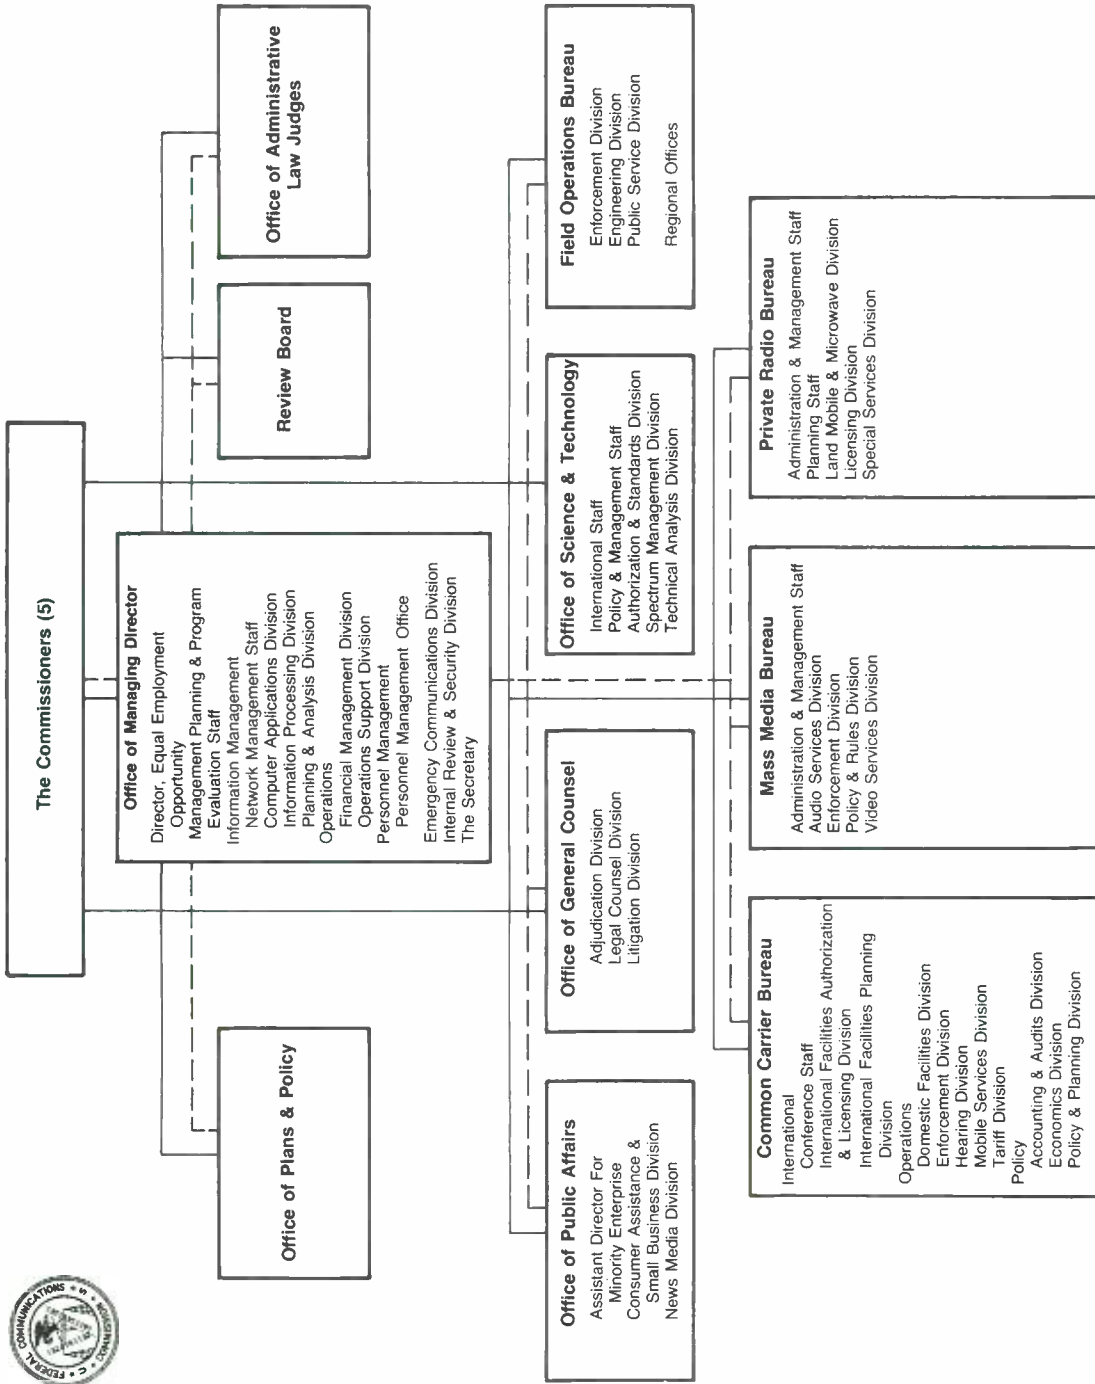 FEDERAL COMMUNICATIONS COMMISSION
The Commissioners (5)
Office of Managing Director
Director, Equal Employment
Opportunity
Management Planning & Program
Evaluation Staff
Information Management
Network Management Staff
Computer Applications Division
Information Processing Division
Planning & Analysis Division
Operations
Financial Management Division
Operations Support Division
Personnel Management
Personnel Management Office
Emergency Communications Division
Internal Review & Security Division
The Secretary
Office of Plans & Policy
Review Board
Office of Administrative
Law Judges
Office of Public Affairs
Assistant Director For
Minority Enterprise
Consumer Assistance &
Small Business Division
News Media Division
Office of General Counsel
Adjudication Division
Legal Counsel Division
Litigation Division
Office of Science & Technology
International Staff
Policy & Management Staff
Authorization & Standards Division
Spectrum Management Division
Technical Analysis Division
Field Operations Bureau
Enforcement Division
Engineering Division
Public Service Division
Regional Offices
Common Carrier Bureau
International
Conference Staff
International Facilities Authorization
& Licensing Division
International Facilities Planning
Division
Operations
Domestic Facilities Division
Enforcement Division
Hearing Division
Mobile Services Division
Tariff Division
Policy
Accounting & Audits Division
Economics Division
Policy & Planning Division
Mass Media Bureau
Administration & Management Staff
Audio Services Division
Enforcement Division
Policy & Rules Division
Video Services Division
Private Radio Bureau
Administration & Management Staff
Planning Staff
Land Mobile & Microwave Division
Licensing Division
Special Services Division